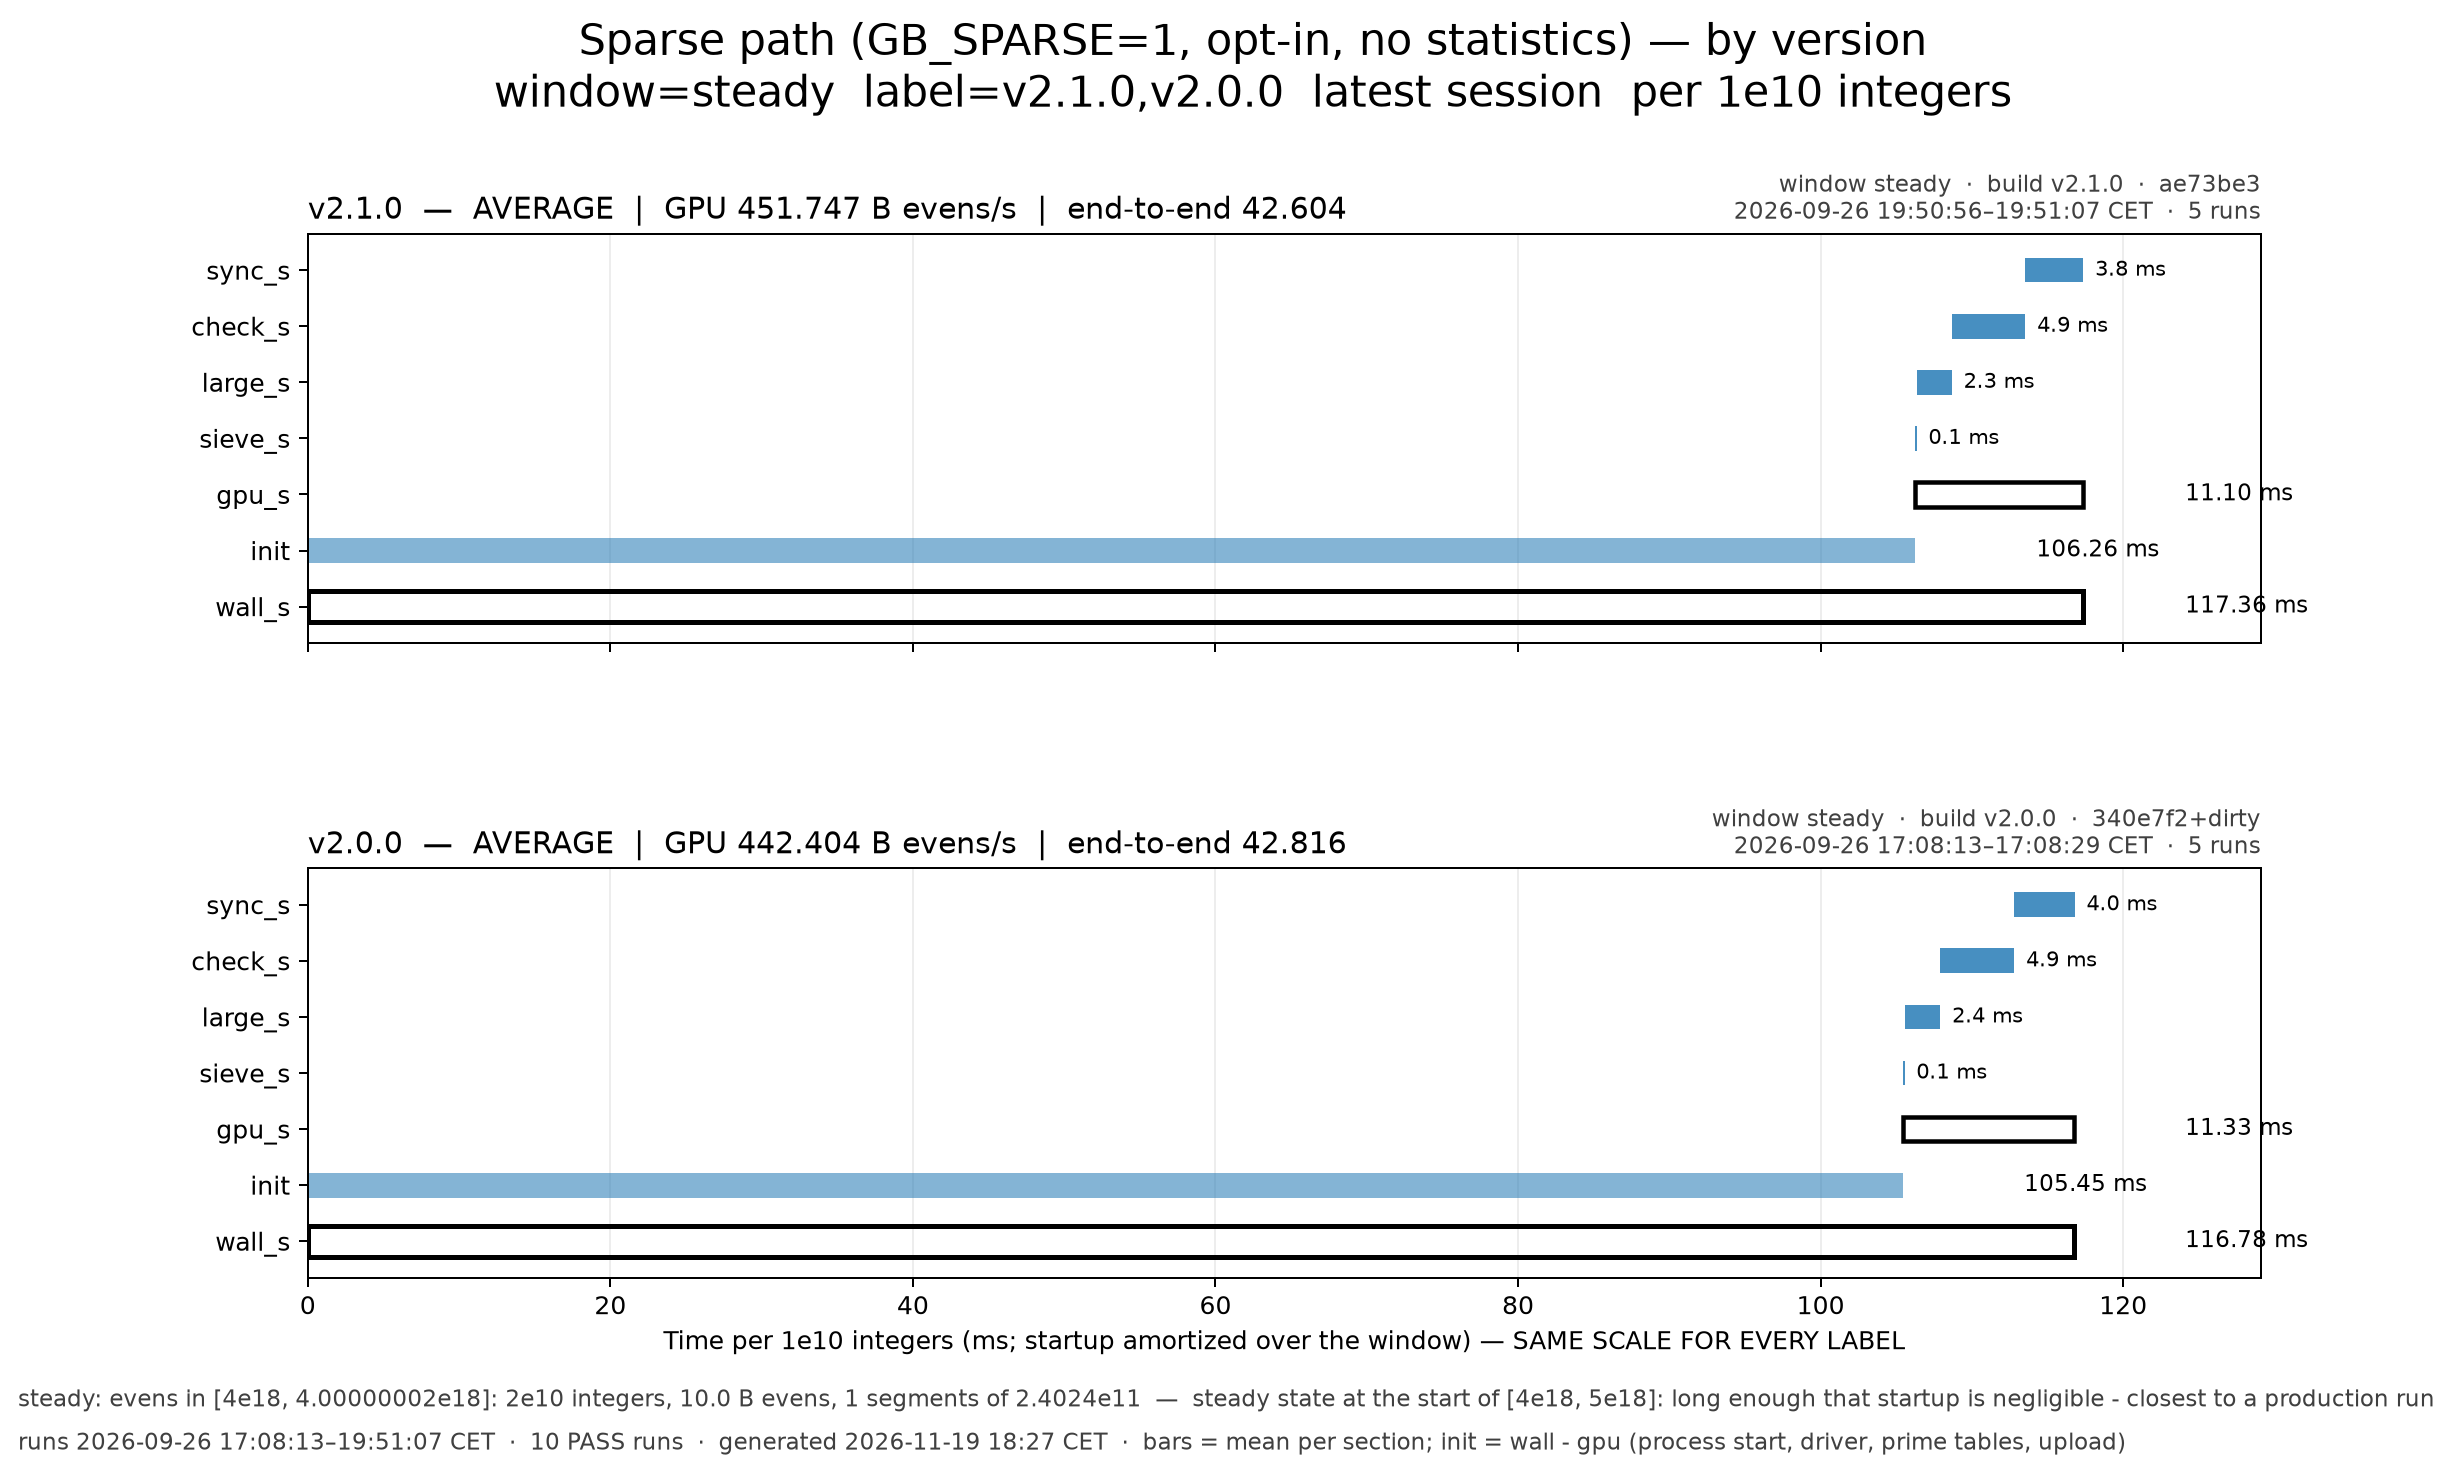 Sparse path (GB_SPARSE=1, opt-in, no statistics) — by version
window=steady  label=v2.1.0,v2.0.0  latest session  per 1e10 integers
window steady · build v2.1.0 · ae73be3
v2.1.0 — AVERAGE | GPU 451.747 B evens/s | end-to-end 42.604
2026-09-26 19:50:56–19:51:07 CET · 5 runs
sync_s 3.8 ms
check_s 4.9 ms
large_s 2.3 ms
sieve_s 0.1 ms
gpu_s 11.10 ms
init 106.26 ms
wall_s 117.36 ms
window steady · build v2.0.0 · 340e7f2+dirty
v2.0.0 — AVERAGE | GPU 442.404 B evens/s | end-to-end 42.816
2026-09-26 17:08:13–17:08:29 CET · 5 runs
sync_s 4.0 ms
check_s 4.9 ms
large_s 2.4 ms
sieve_s 0.1 ms
gpu_s 11.33 ms
init 105.45 ms
wall_s 116.78 ms
0 20 40 60 80 100 120
Time per 1e10 integers (ms; startup amortized over the window) — SAME SCALE FOR EVERY LABEL
steady: evens in [4e18, 4.00000002e18]: 2e10 integers, 10.0 B evens, 1 segments of 2.4024e11 — steady state at the start of [4e18, 5e18]: long enough that startup is negligible - closest to a production run
runs 2026-09-26 17:08:13–19:51:07 CET · 10 PASS runs · generated 2026-11-19 18:27 CET · bars = mean per section; init = wall - gpu (process start, driver, prime tables, upload)